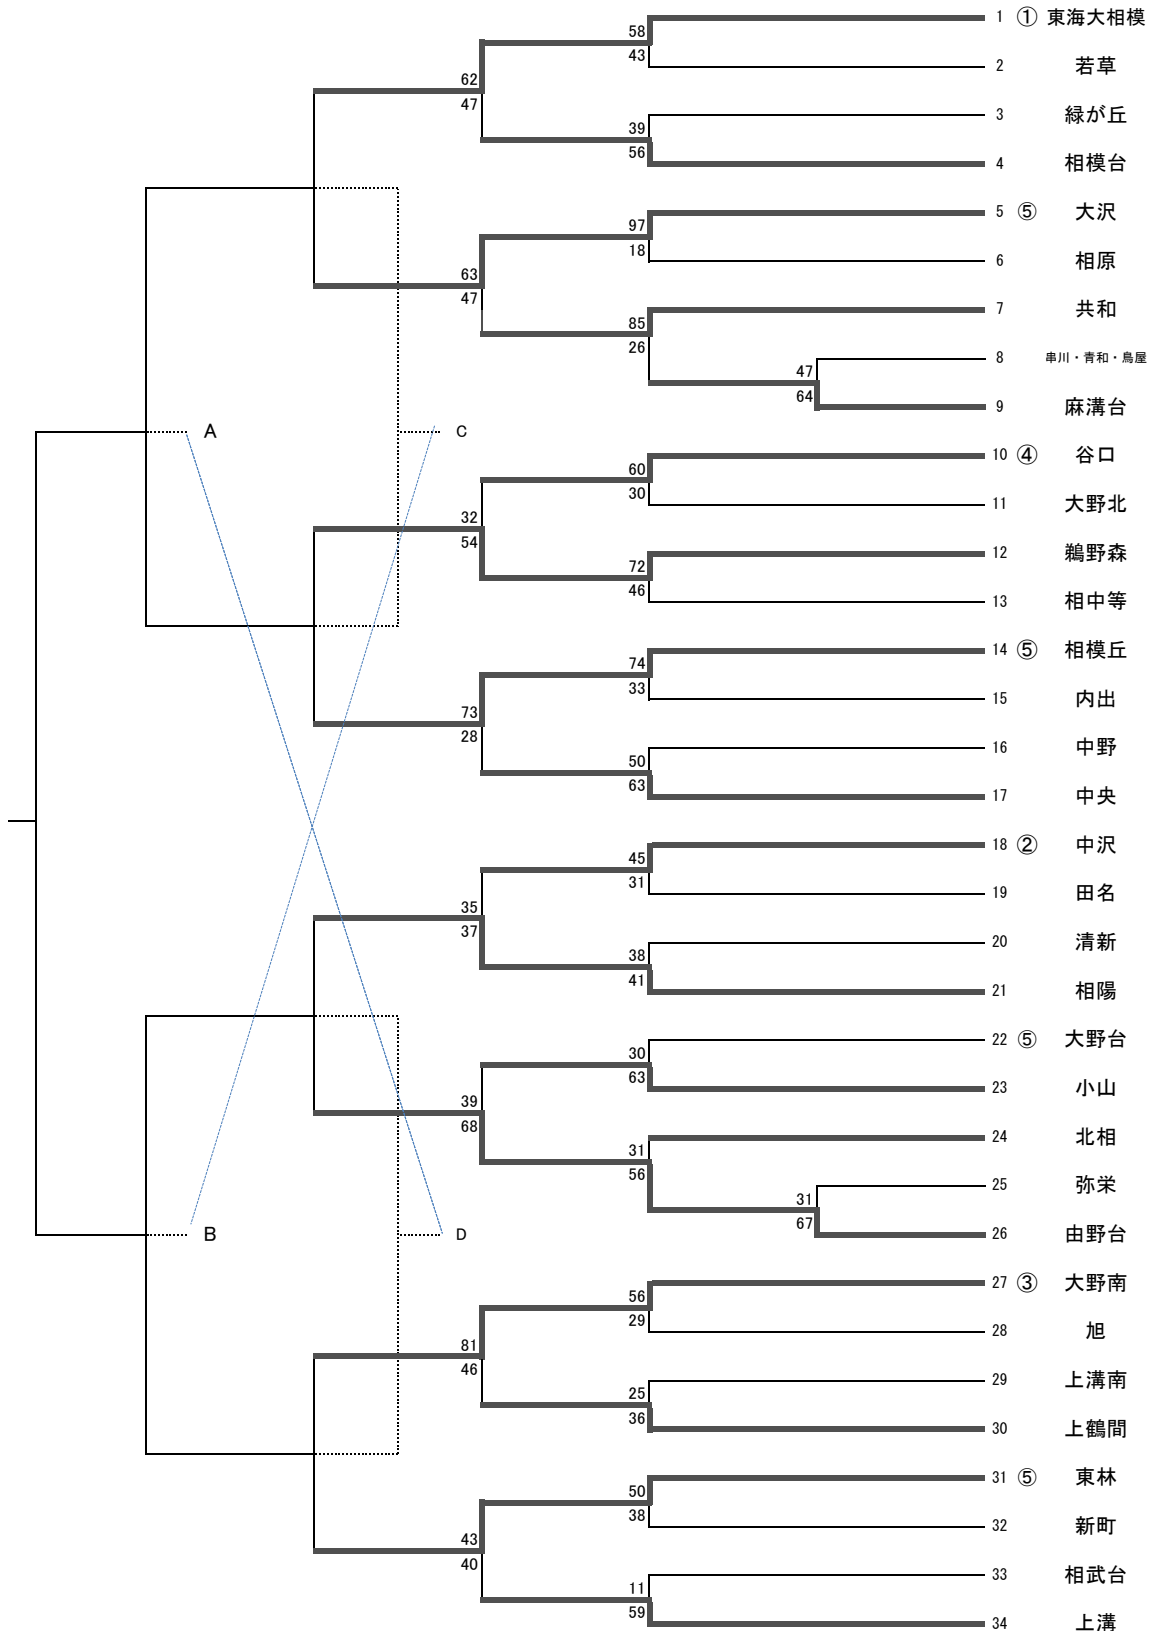 1 ① 東海大相模
58
43
2 若草
62
47
3 緑が丘
39
56
4 相模台
5 ⑤ 大沢
97
18
6 相原
63
47
7 共和
85
26
8 串川・青和・鳥屋
47
64
9 麻溝台
A
C
10 ④ 谷口
60
30
11 大野北
32
54
12 鵜野森
72
46
13 相中等
14 ⑤ 相模丘
74
33
15 内出
73
28
16 中野
50
63
17 中央
18 ② 中沢
45
31
19 田名
35
37
20 清新
38
41
21 相陽
22 ⑤ 大野台
30
63
23 小山
39
68
24 北相
31
56
25 弥栄
31
67
26 由野台
B
D
27 ③ 大野南
56
29
28 旭
81
46
29 上溝南
25
36
30 上鶴間
31 ⑤ 東林
50
38
32 新町
43
40
33 相武台
11
59
34 上溝